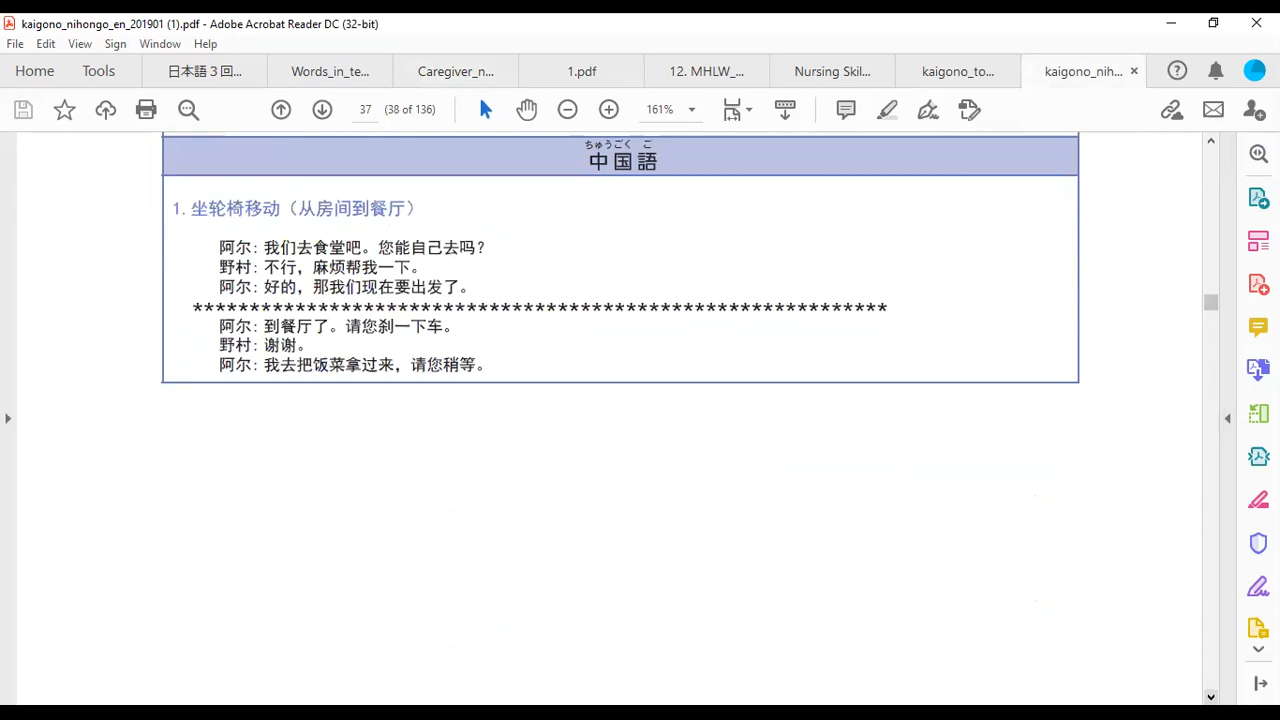 kaigono_nihongo_en_201901 (1).pdf - Adobe Acrobat Reader DC (32-bit)
File Edit View Sign Window Help
Home Tools 日本語３回... Words_in_te... Caregiver_n... 1.pdf 12. MHLW_... Nursing Skil... kaigono_to... kaigono_nih...
37 (38 of 136) 161%
ちゅうごく ご
中国語
1. 坐轮椅移动（从房间到餐厅）
阿尔：我们去食堂吧。您能自己去吗？
野村：不行，麻烦帮我一下。
阿尔：好的，那我们现在要出发了。
**************************************************************
阿尔：到餐厅了。请您刹一下车。
野村：谢谢。
阿尔：我去把饭菜拿过来，请您稍等。